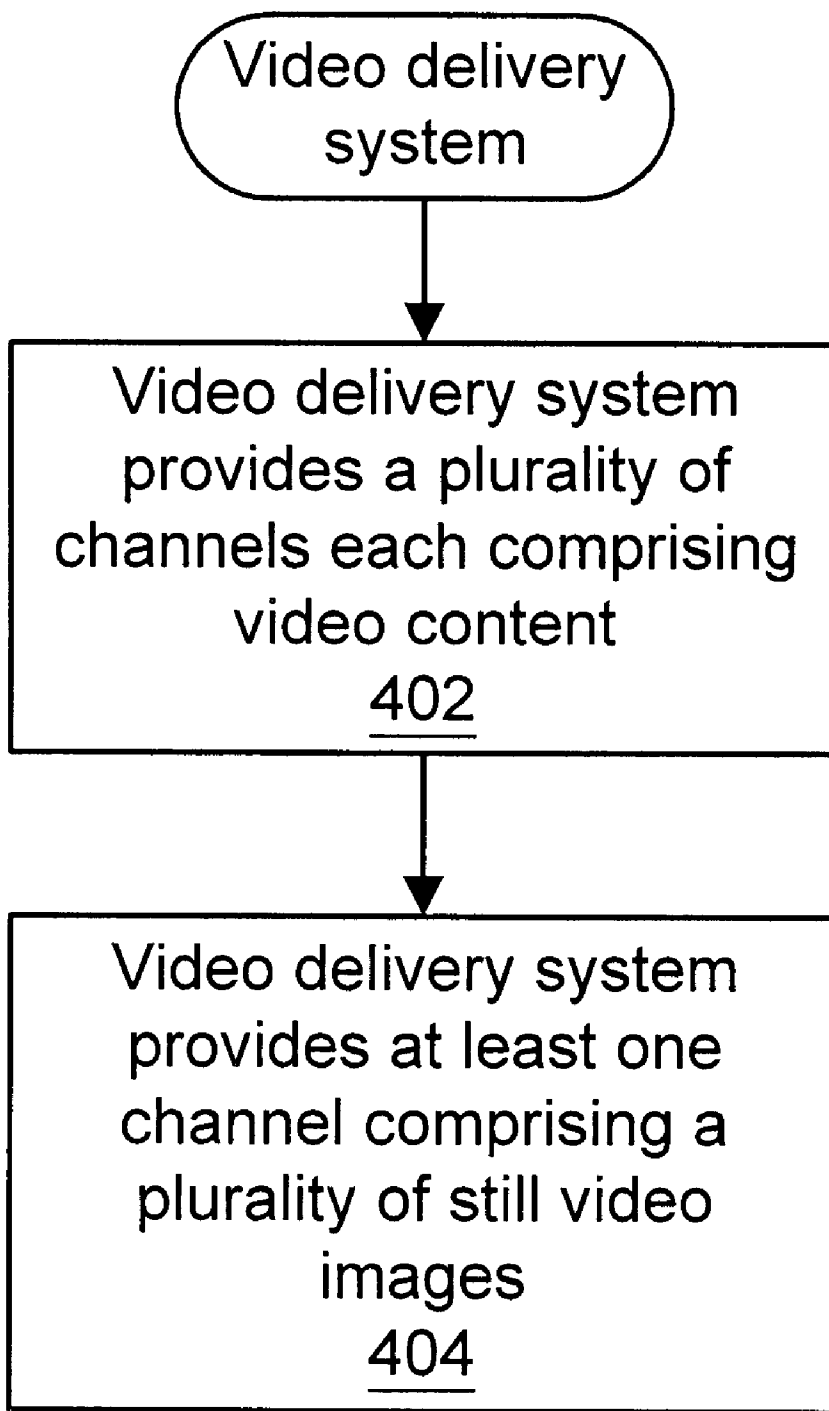 Video delivery
system
Video delivery system
provides a plurality of
channels each comprising
video content
402
Video delivery system
provides at least one
channel comprising a
plurality of still video
images
404